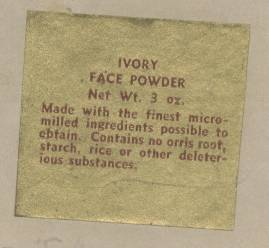 IVORY
FACE POWDER
Net Wt. 3 oz.
Made with the finest micro-
milled ingredients possible to
obtain. Contains no orris root,
starch, rice or other deleter-
ious substances.